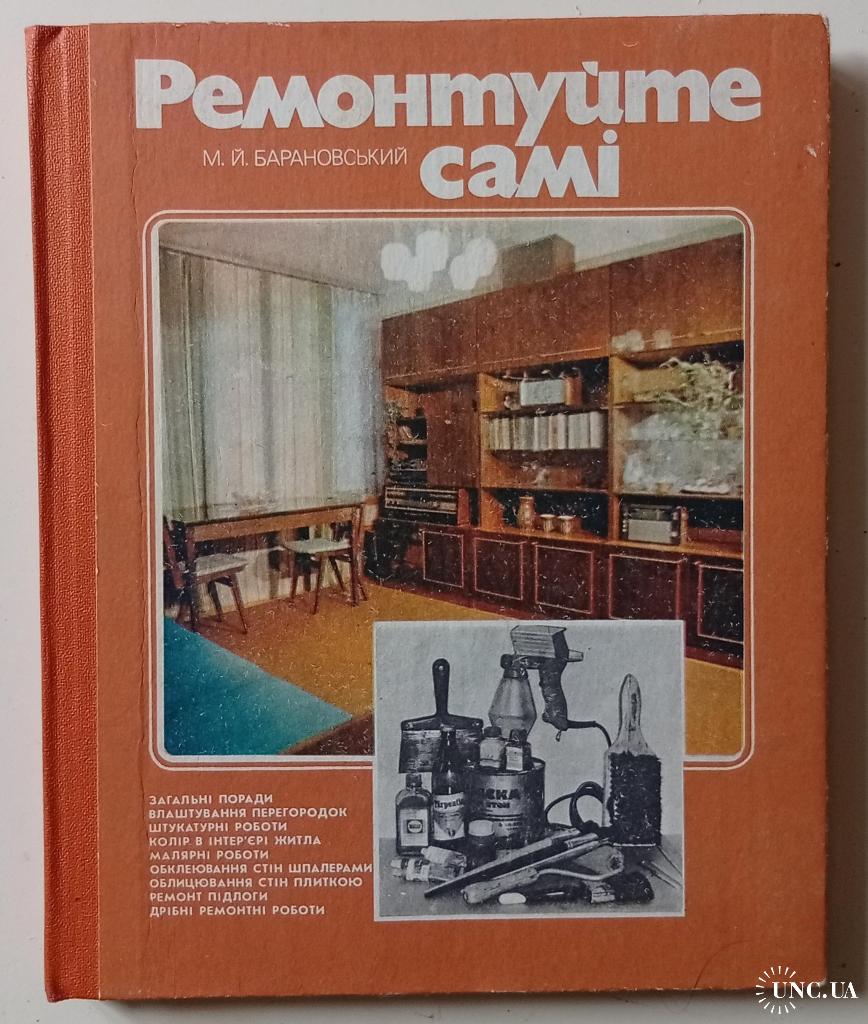 Ремонтуйте
самі
М. Й. БАРАНОВСЬКИЙ
ЗАГАЛЬНІ ПОРАДИ
ВЛАШТУВАННЯ ПЕРЕГОРОДОК
ШТУКАТУРНІ РОБОТИ
КОЛІР В ІНТЕР'ЄРІ ЖИТЛА
МАЛЯРНІ РОБОТИ
ОБКЛЕЮВАННЯ СТІН ШПАЛЕРАМИ
ОБЛИЦЮВАННЯ СТІН ПЛИТКОЮ
РЕМОНТ ПІДЛОГИ
ДРІБНІ РЕМОНТНІ РОБОТИ
UNC.UA